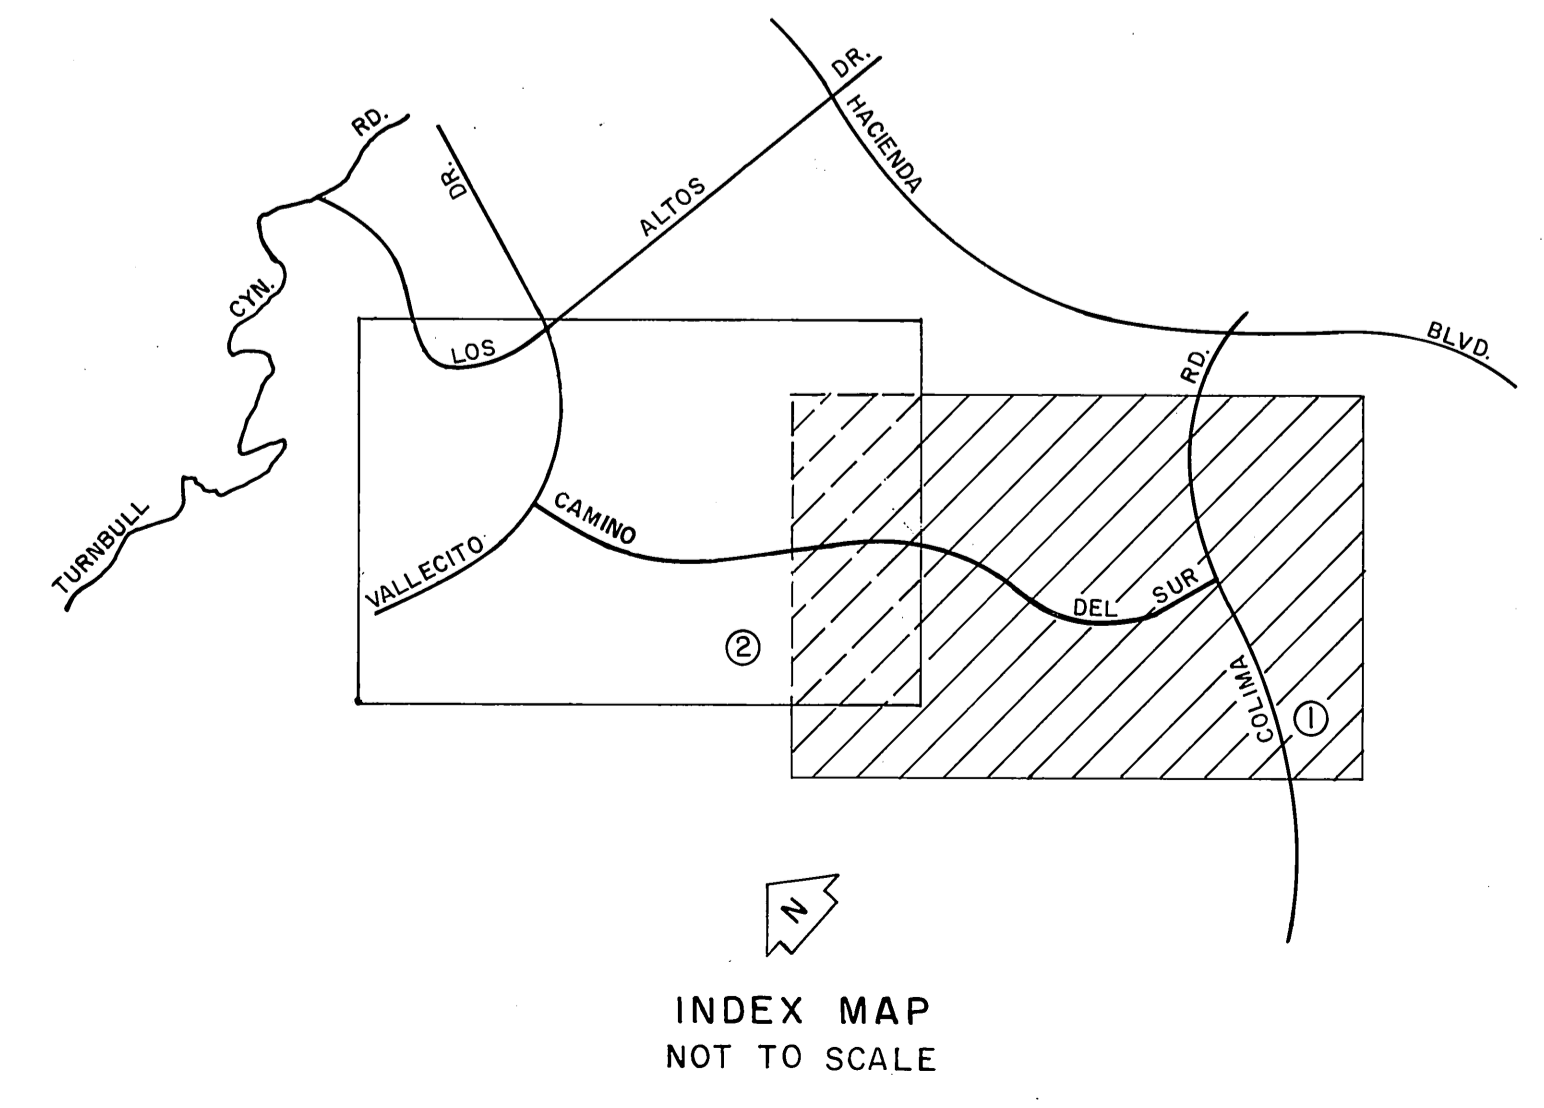 TURNBULL CYN. RD.
VALLECITO DR.
LOS ALTOS DR.
HACIENDA BLVD.
CAMINO DEL SUR
COLIMA RD.
2
1
N
INDEX MAP
NOT TO SCALE